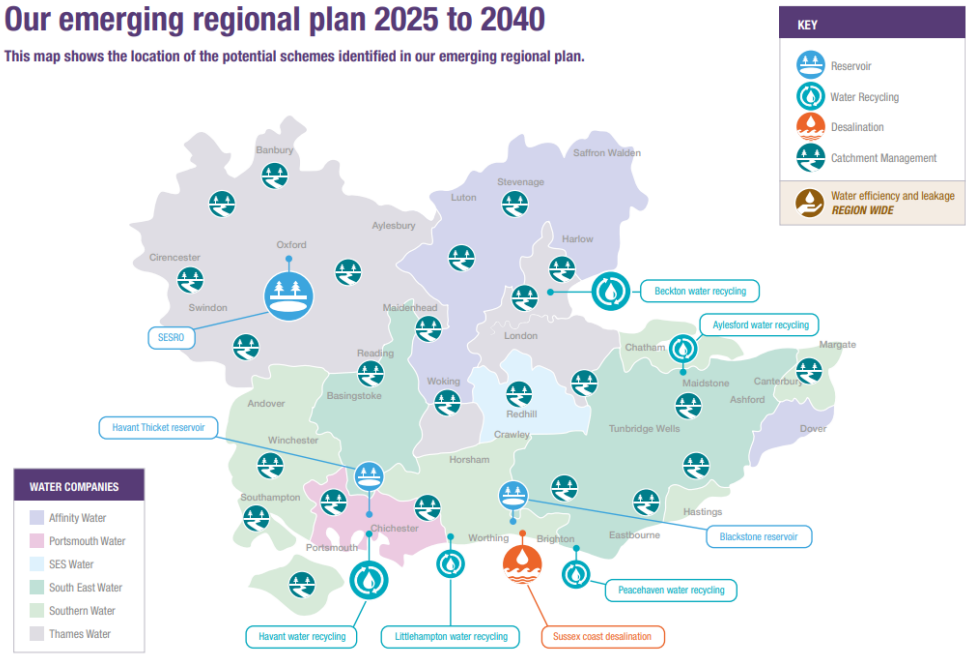 Our emerging regional plan 2025 to 2040
This map shows the location of the potential schemes identified in our emerging regional plan.
KEY
Reservoir
Water Recycling
Desalination
Catchment Management
Water efficiency and leakage
REGION WIDE
Banbury
Saffron Walden
Stevenage
Luton
Aylesbury
Harlow
Oxford
Cirencester
Beckton water recycling
Swindon
Maidenhead
Aylesford water recycling
SESRO
London
Chatham
Margate
Reading
Woking
Maidstone
Canterbury
Basingstoke
Ashford
Andover
Redhill
Havant Thicket reservoir
Crawley
Tunbridge Wells
Dover
Winchester
Horsham
WATER COMPANIES
Southampton
Affinity Water
Hastings
Chichester
Eastbourne
Blackstone reservoir
Portsmouth Water
Portsmouth
Worthing
Brighton
SES Water
South East Water
Peacehaven water recycling
Southern Water
Thames Water
Havant water recycling
Littlehampton water recycling
Sussex coast desalination